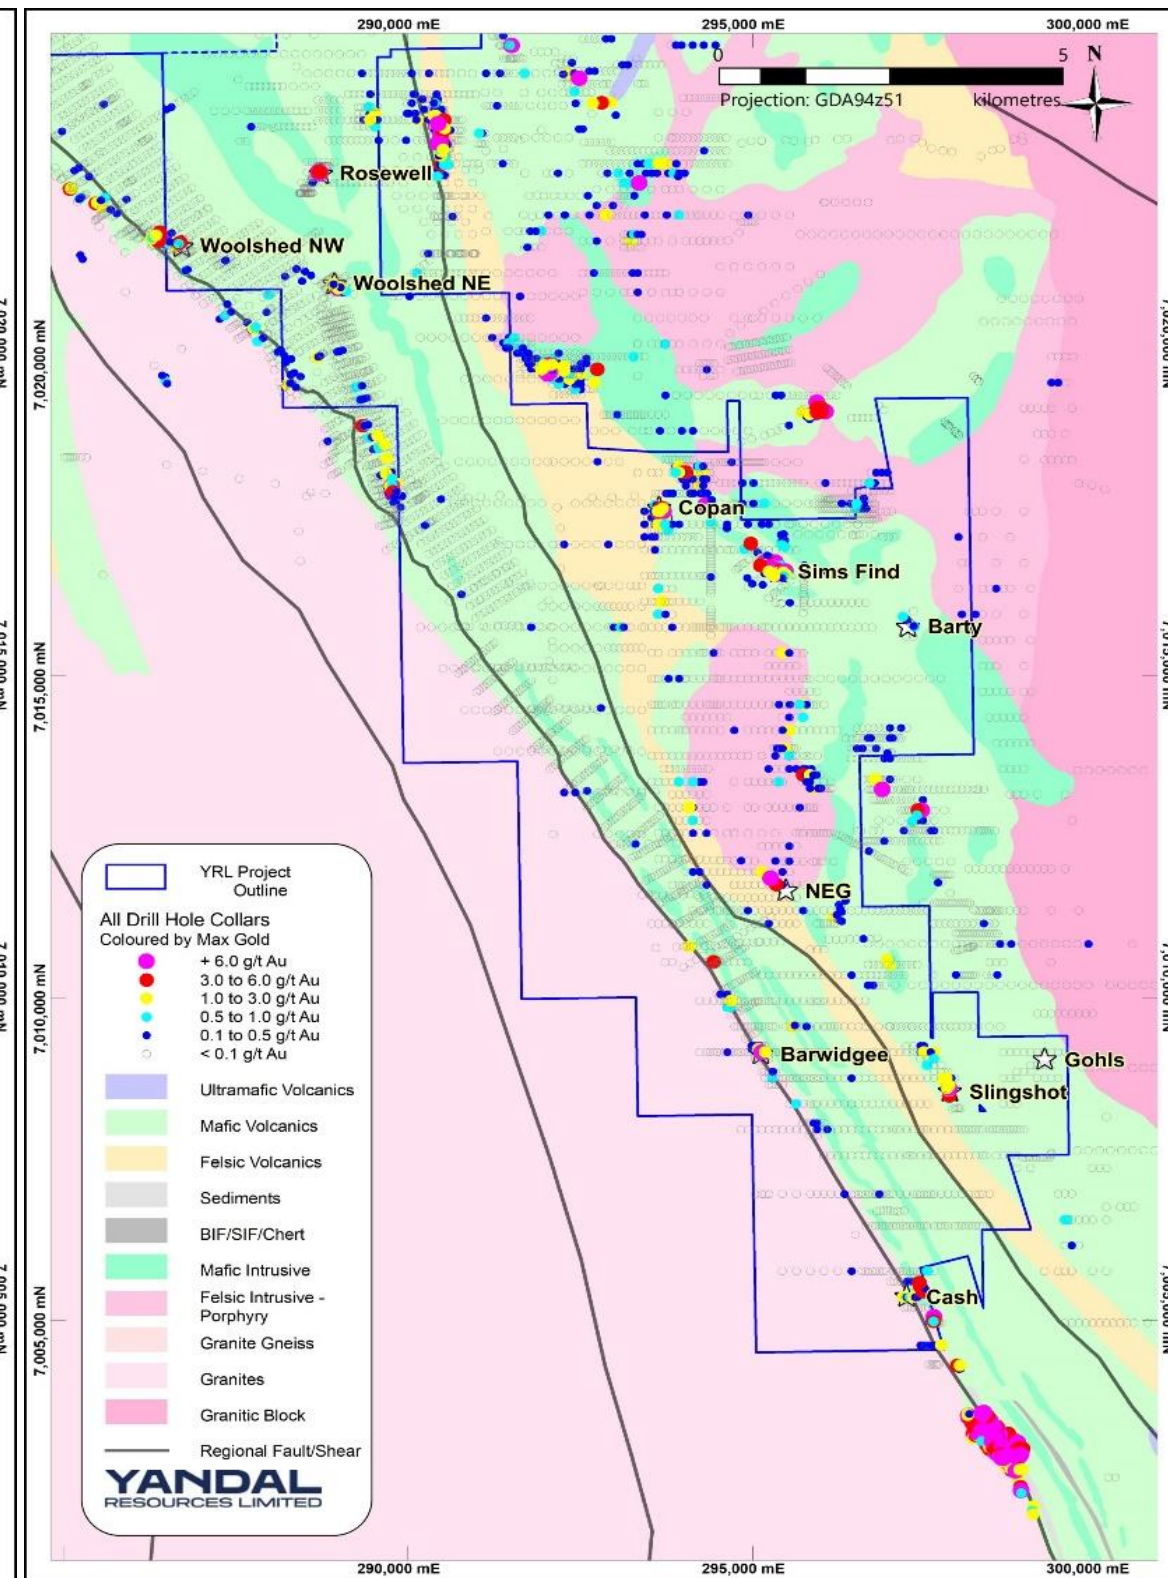 290,000 mE
295,000 mE
300,000 mE
0
5
N
Projection: GDA94z51
kilometres
Rosewell
Woolshed NW
Woolshed NE
7,020,000 mN
Copan
Sims Find
Barty
7,015,000 mN
NEG
7,010,000 mN
Barwidgee
Gohls
Slingshot
Cash
7,005,000 mN
YRL Project
Outline
All Drill Hole Collars
Coloured by Max Gold
+ 6.0 g/t Au
3.0 to 6.0 g/t Au
1.0 to 3.0 g/t Au
0.5 to 1.0 g/t Au
0.1 to 0.5 g/t Au
< 0.1 g/t Au
Ultramafic Volcanics
Mafic Volcanics
Felsic Volcanics
Sediments
BIF/SIF/Chert
Mafic Intrusive
Felsic Intrusive -
Porphyry
Granite Gneiss
Granites
Granitic Block
Regional Fault/Shear
YANDAL
RESOURCES LIMITED
290,000 mE
295,000 mE
300,000 mE